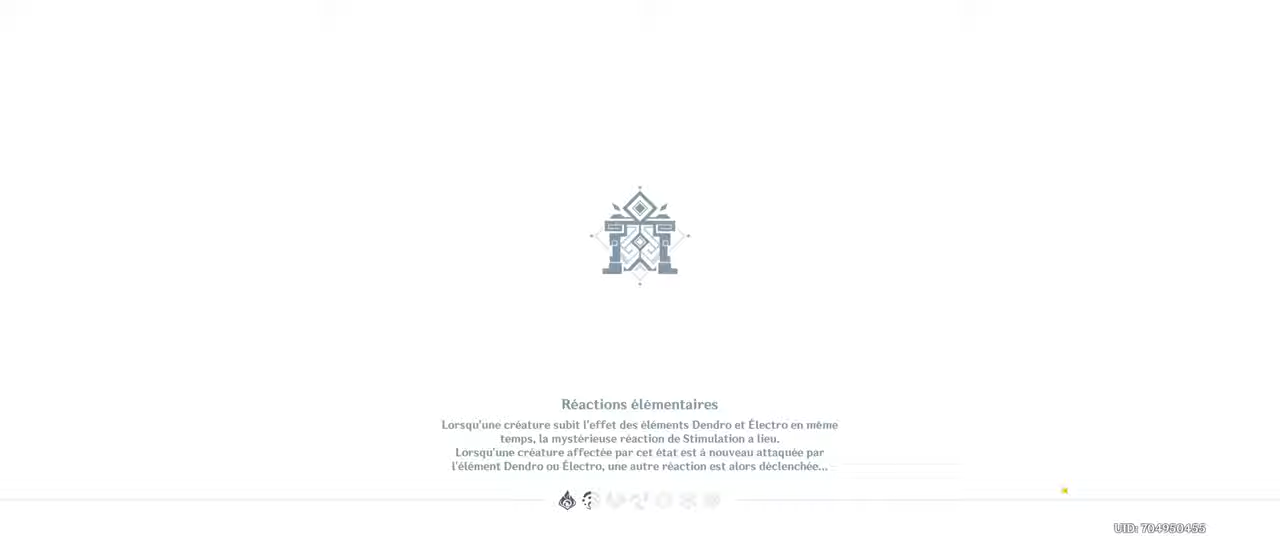 Réactions élémentaires
Lorsqu'une créature subit l'effet des éléments Dendro et Électro en même
temps, la mystérieuse réaction de Stimulation a lieu.
Lorsqu'une créature affectée par cet état est à nouveau attaquée par
l'élément Dendro ou Électro, une autre réaction est alors déclenchée...
UID: 704950455